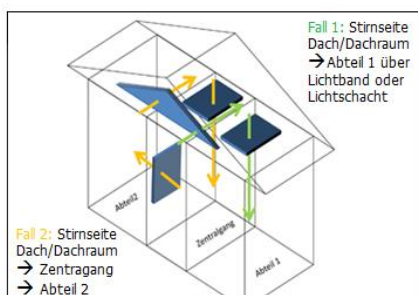 Fall 1: Stirnseite
Dach/Dachraum
→ Abteil 1 über
Lichtband oder
Lichtschacht
Abteil2
Zentralgang
Abteil 1
Fall 2: Stirnseite
Dach/Dachraum
→ Zentragang
→ Abteil 2